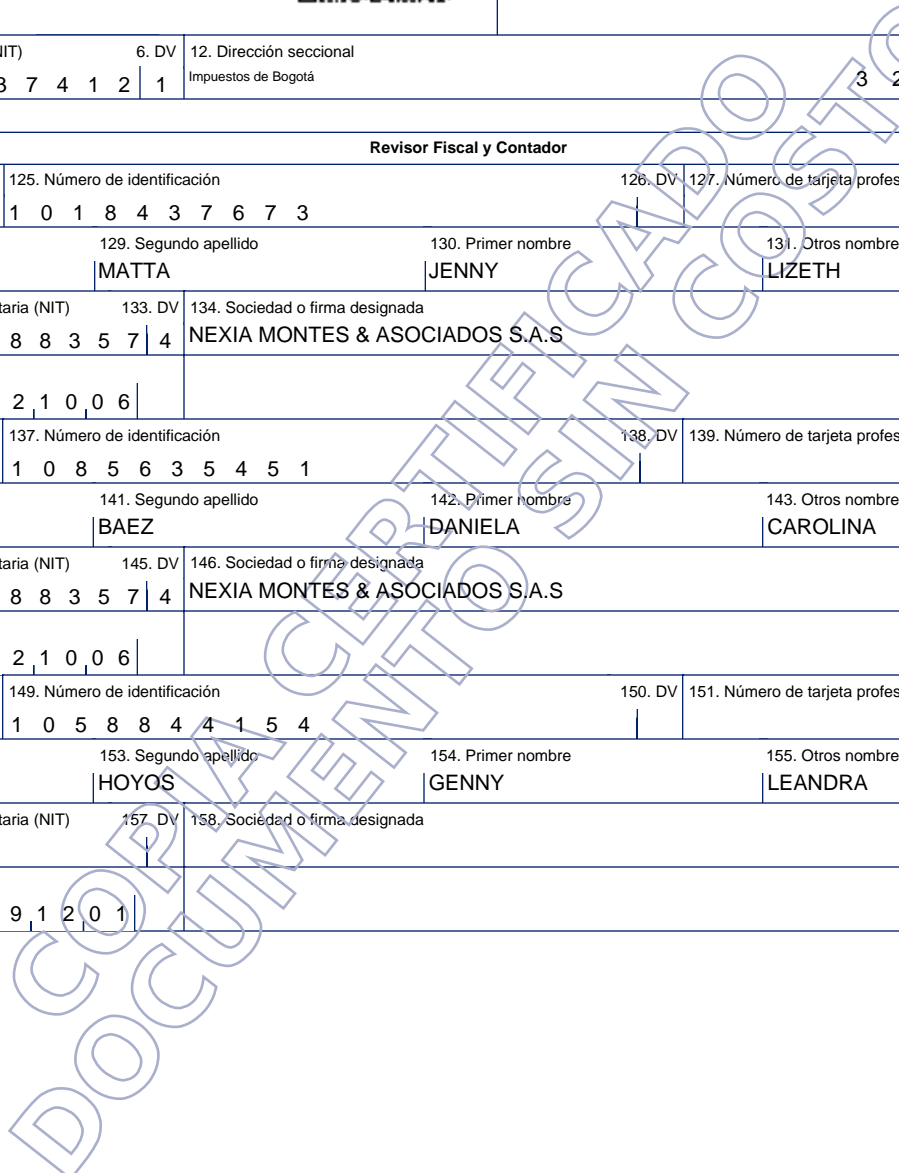 NIT) 6. DV 12. Dirección seccional
3 7 4 1 2 1 Impuestos de Bogotá 3 2
Revisor Fiscal y Contador
125. Número de identificación 126. DV 127. Número de tarjeta profes
1 0 1 8 4 3 7 6 7 3
129. Segundo apellido 130. Primer nombre 131. Otros nombre
MATTA JENNY LIZETH
taria (NIT) 133. DV 134. Sociedad o firma designada
8 8 3 5 7 4 NEXIA MONTES & ASOCIADOS S.A.S
2 1 0 0 6
137. Número de identificación 138. DV 139. Número de tarjeta profes
1 0 8 5 6 3 5 4 5 1
141. Segundo apellido 142. Primer nombre 143. Otros nombre
BAEZ DANIELA CAROLINA
taria (NIT) 145. DV 146. Sociedad o firma designada
8 8 3 5 7 4 NEXIA MONTES & ASOCIADOS S.A.S
2 1 0 0 6
149. Número de identificación 150. DV 151. Número de tarjeta profes
1 0 5 8 8 4 4 1 5 4
153. Segundo apellido 154. Primer nombre 155. Otros nombre
HOYOS GENNY LEANDRA
taria (NIT) 157. DV 158. Sociedad o firma designada
9 1 2 0 1
COPIA CERTIFICADO
DOCUMENTO SIN COSTO